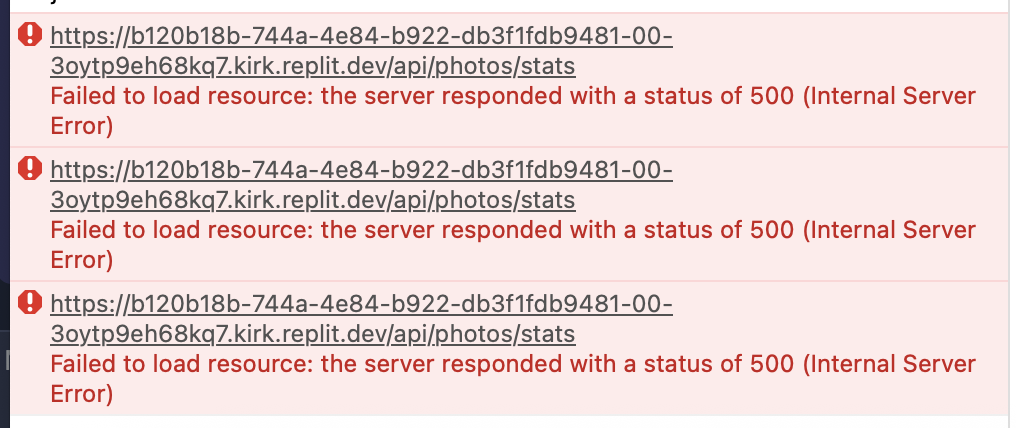 https://b120b18b-744a-4e84-b922-db3f1fdb9481-00-
3oytp9eh68kq7.kirk.replit.dev/api/photos/stats
Failed to load resource: the server responded with a status of 500 (Internal Server
Error)
https://b120b18b-744a-4e84-b922-db3f1fdb9481-00-
3oytp9eh68kq7.kirk.replit.dev/api/photos/stats
Failed to load resource: the server responded with a status of 500 (Internal Server
Error)
https://b120b18b-744a-4e84-b922-db3f1fdb9481-00-
3oytp9eh68kq7.kirk.replit.dev/api/photos/stats
Failed to load resource: the server responded with a status of 500 (Internal Server
Error)